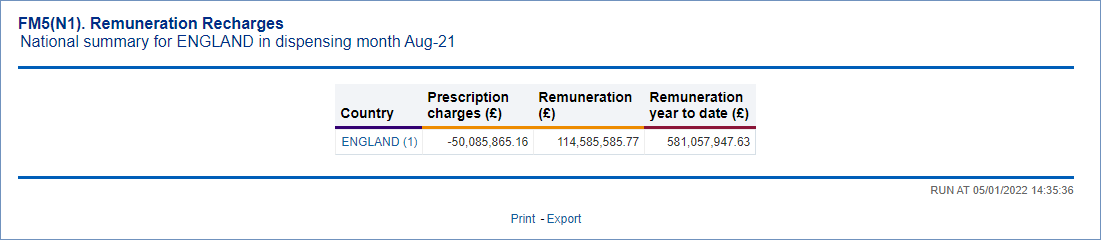 FM5(N1). Remuneration Recharges
National summary for ENGLAND in dispensing month Aug-21
Country Prescription charges (£) Remuneration (£) Remuneration year to date (£)
ENGLAND (1) -50,085,865.16 114,585,585.77 581,057,947.63
RUN AT 05/01/2022 14:35:36
Print - Export